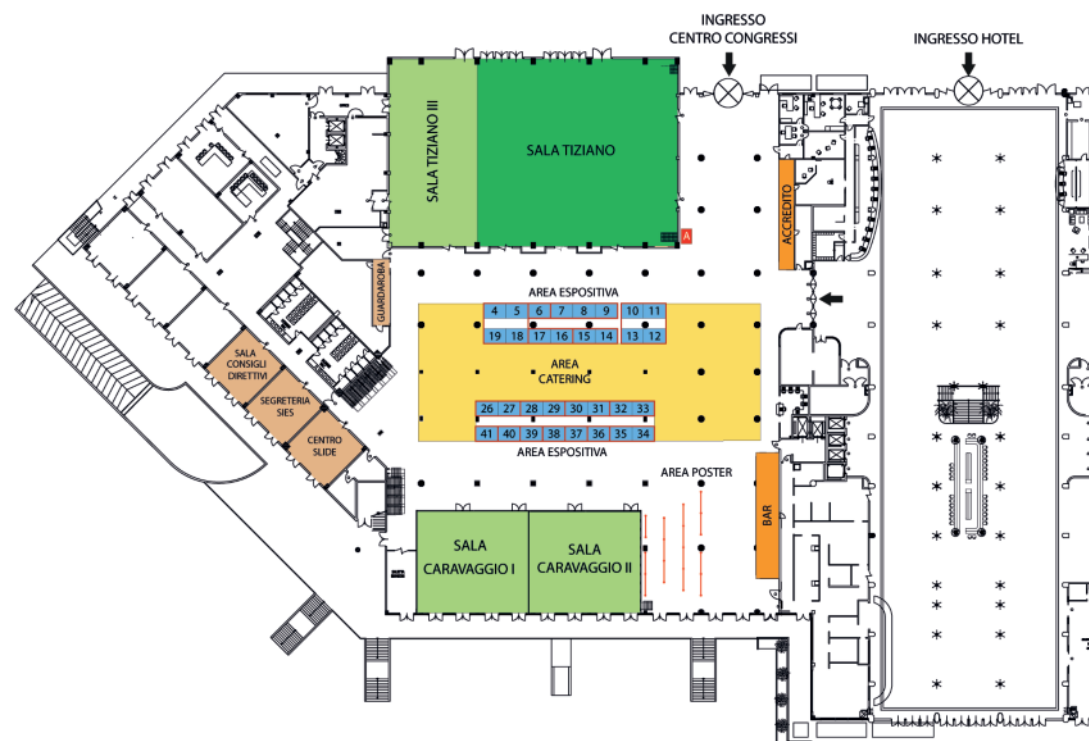 INGRESSO
CENTRO CONGRESSI
INGRESSO HOTEL
SALA TIZIANO III
SALA TIZIANO
ACCREDITO
A
GUARDAROBA
AREA ESPOSITIVA
4 5 6 7 8 9 10 11
19 18 17 16 15 14 13 12
AREA
CATERING
SALA
CONSIGLI
DIRETTIVI
SEGRETERIA
SIES
CENTRO
SLIDE
26 27 28 29 30 31 32 33
41 40 39 38 37 36 35 34
AREA ESPOSITIVA
AREA POSTER
BAR
SALA
CARAVAGGIO I
SALA
CARAVAGGIO II